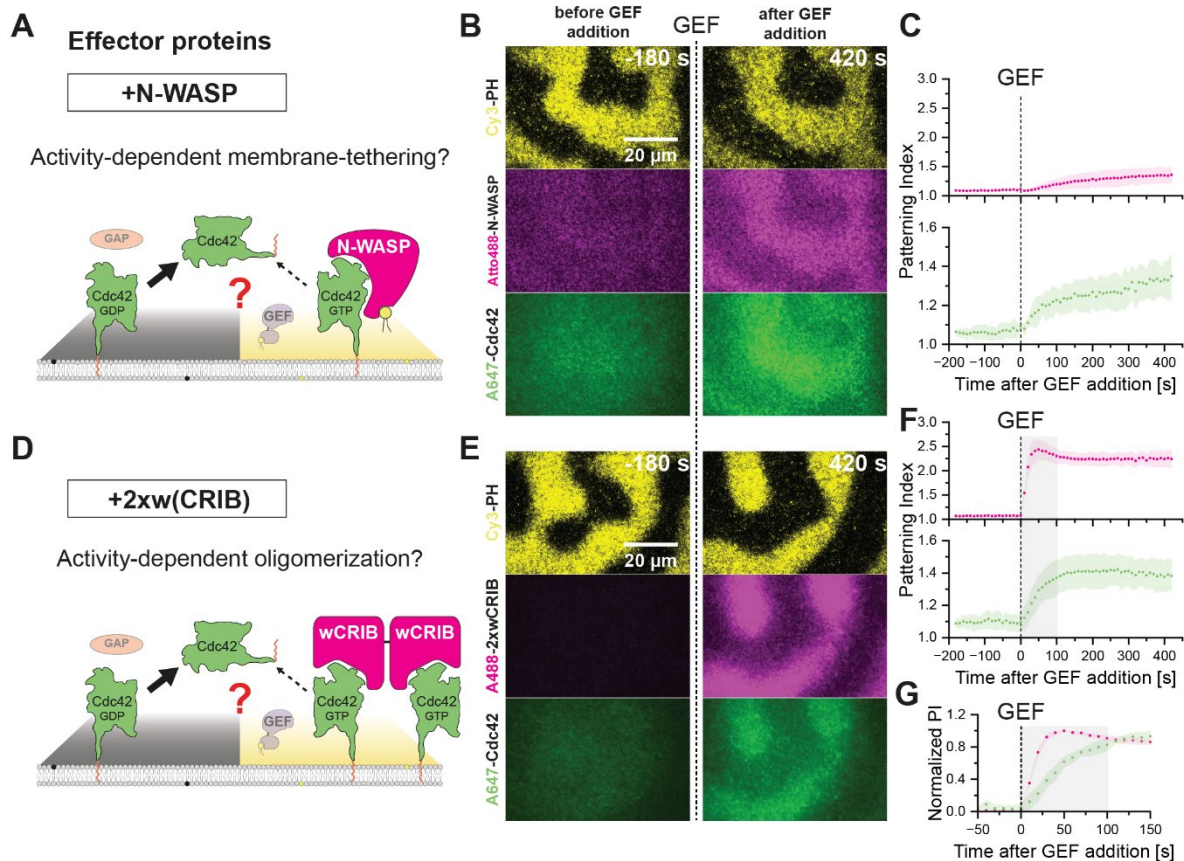 A
Effector proteins
+N-WASP
Activity-dependent membrane-tethering?
GAP
Cdc42
N-WASP
Cdc42
GDP
?
GEF
Cdc42
GTP
B
before GEF
addition
GEF
after GEF
addition
-180 s
420 s
Cy3-PH
20 µm
Atto488-N-WASP
A647-Cdc42
C
GEF
3.0
2.5
2.0
1.5
1.0
Patterning Index
1.6
1.4
1.2
1.0
−200 −100 0 100 200 300 400
Time after GEF addition [s]
D
+2xw(CRIB)
Activity-dependent oligomerization?
GAP
Cdc42
wCRIB
wCRIB
Cdc42
GDP
?
GEF
Cdc42
GTP
Cdc42
GTP
E
-180 s
420 s
Cy3-PH
20 µm
A488-2xwCRIB
A647-Cdc42
F
GEF
3.0
2.5
2.0
1.5
1.0
Patterning Index
1.6
1.4
1.2
1.0
−200 −100 0 100 200 300 400
Time after GEF addition [s]
G
GEF
Normalized PI
1.2
0.8
0.4
0.0
-50 0 50 100 150
Time after GEF addition [s]